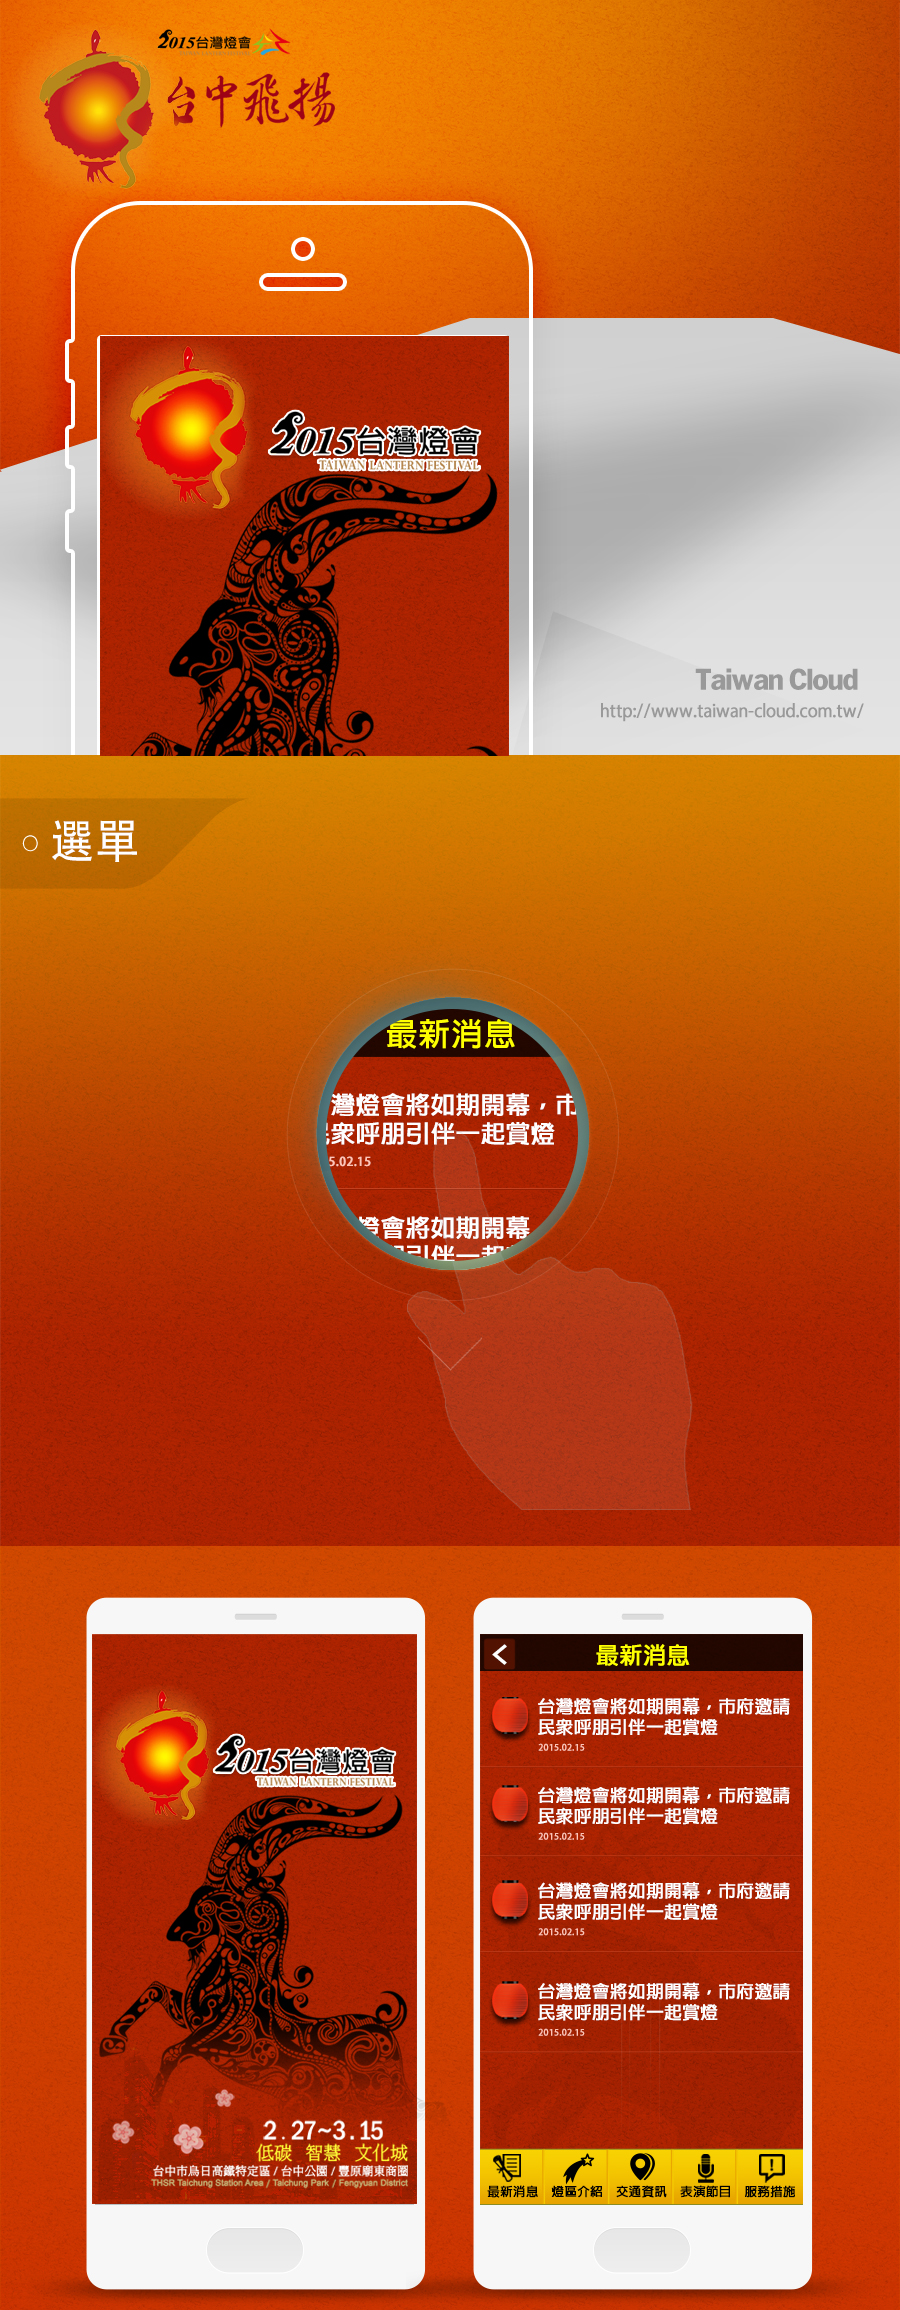 2015台灣燈會
台中飛揚
2015台灣燈會
TAIWAN LANTERN FESTIVAL
Taiwan Cloud
http://www.taiwan-cloud.com.tw/
選單
最新消息
灣燈會將如期開幕，市
民衆呼朋引伴一起賞燈
5.02.15
燈會將如期開幕
朋引伴一起
2015台灣燈會
TAIWAN LANTERN FESTIVAL
2.27~3.15
低碳 智慧 文化城
台中市烏日高鐵特定區 / 台中公園 / 豐原廟東商圈
THSR Taichung Station Area / Taichung Park / Fengyuan District
最新消息
台灣燈會將如期開幕，市府邀請
民衆呼朋引伴一起賞燈
2015.02.15
台灣燈會將如期開幕，市府邀請
民衆呼朋引伴一起賞燈
2015.02.15
台灣燈會將如期開幕，市府邀請
民衆呼朋引伴一起賞燈
2015.02.15
台灣燈會將如期開幕，市府邀請
民衆呼朋引伴一起賞燈
2015.02.15
最新消息 燈區介紹 交通資訊 表演節目 服務措施